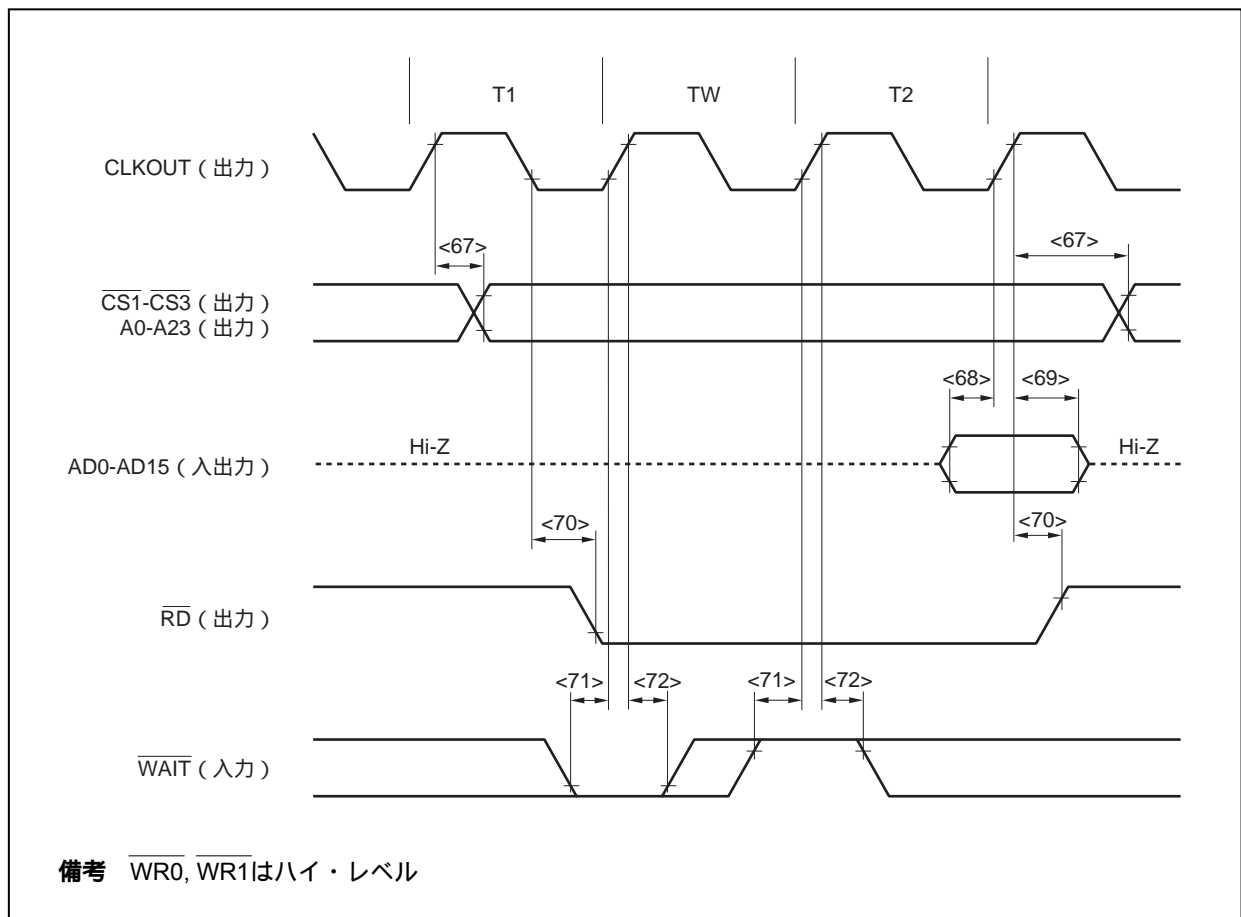 T1 TW T2
CLKOUT（出力）
<67> <67>
CS1-CS3（出力）
A0-A23（出力）
<68> <69>
Hi-Z Hi-Z
AD0-AD15（入出力）
<70> <70>
RD（出力）
<71> <72> <71> <72>
WAIT（入力）
備考 WR0, WR1はハイ・レベル